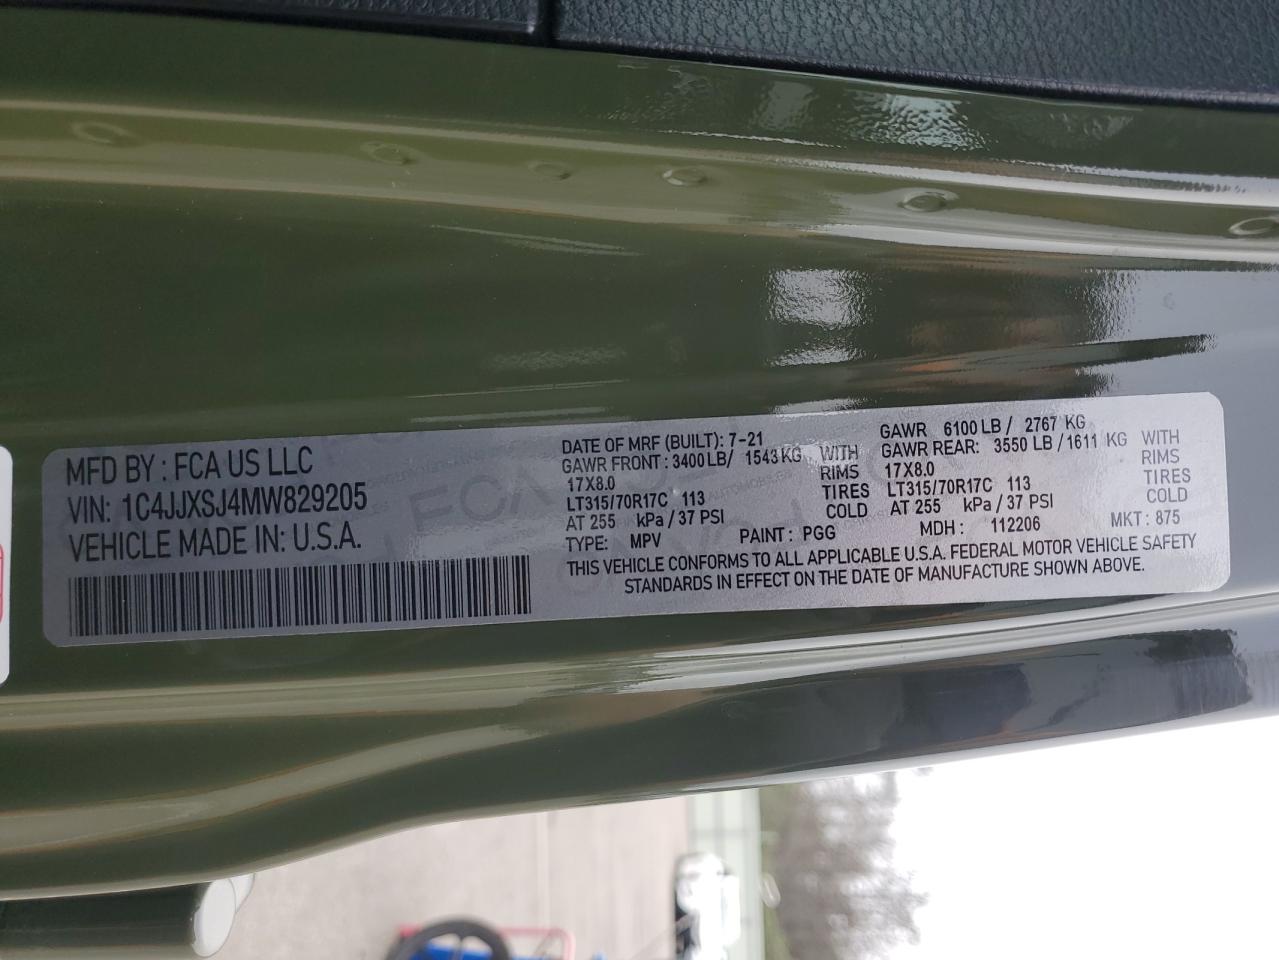 MFD BY : FCA US LLC
VIN: 1C4JJXSJ4MW829205
VEHICLE MADE IN: U.S.A.
DATE OF MRF (BUILT): 7-21
GAWR FRONT : 3400 LB/ 1543 KG WITH
17X8.0 RIMS
LT315/70R17C 113 TIRES
AT 255 kPa / 37 PSI COLD
TYPE: MPV PAINT : PGG
GAWR 6100 LB/ 2767 KG
GAWR REAR: 3550 LB / 1611 KG WITH
17X8.0 RIMS
LT315/70R17C 113 TIRES
AT 255 kPa / 37 PSI COLD
MDH : 112206 MKT : 875
THIS VEHICLE CONFORMS TO ALL APPLICABLE U.S.A. FEDERAL MOTOR VEHICLE SAFETY
STANDARDS IN EFFECT ON THE DATE OF MANUFACTURE SHOWN ABOVE.